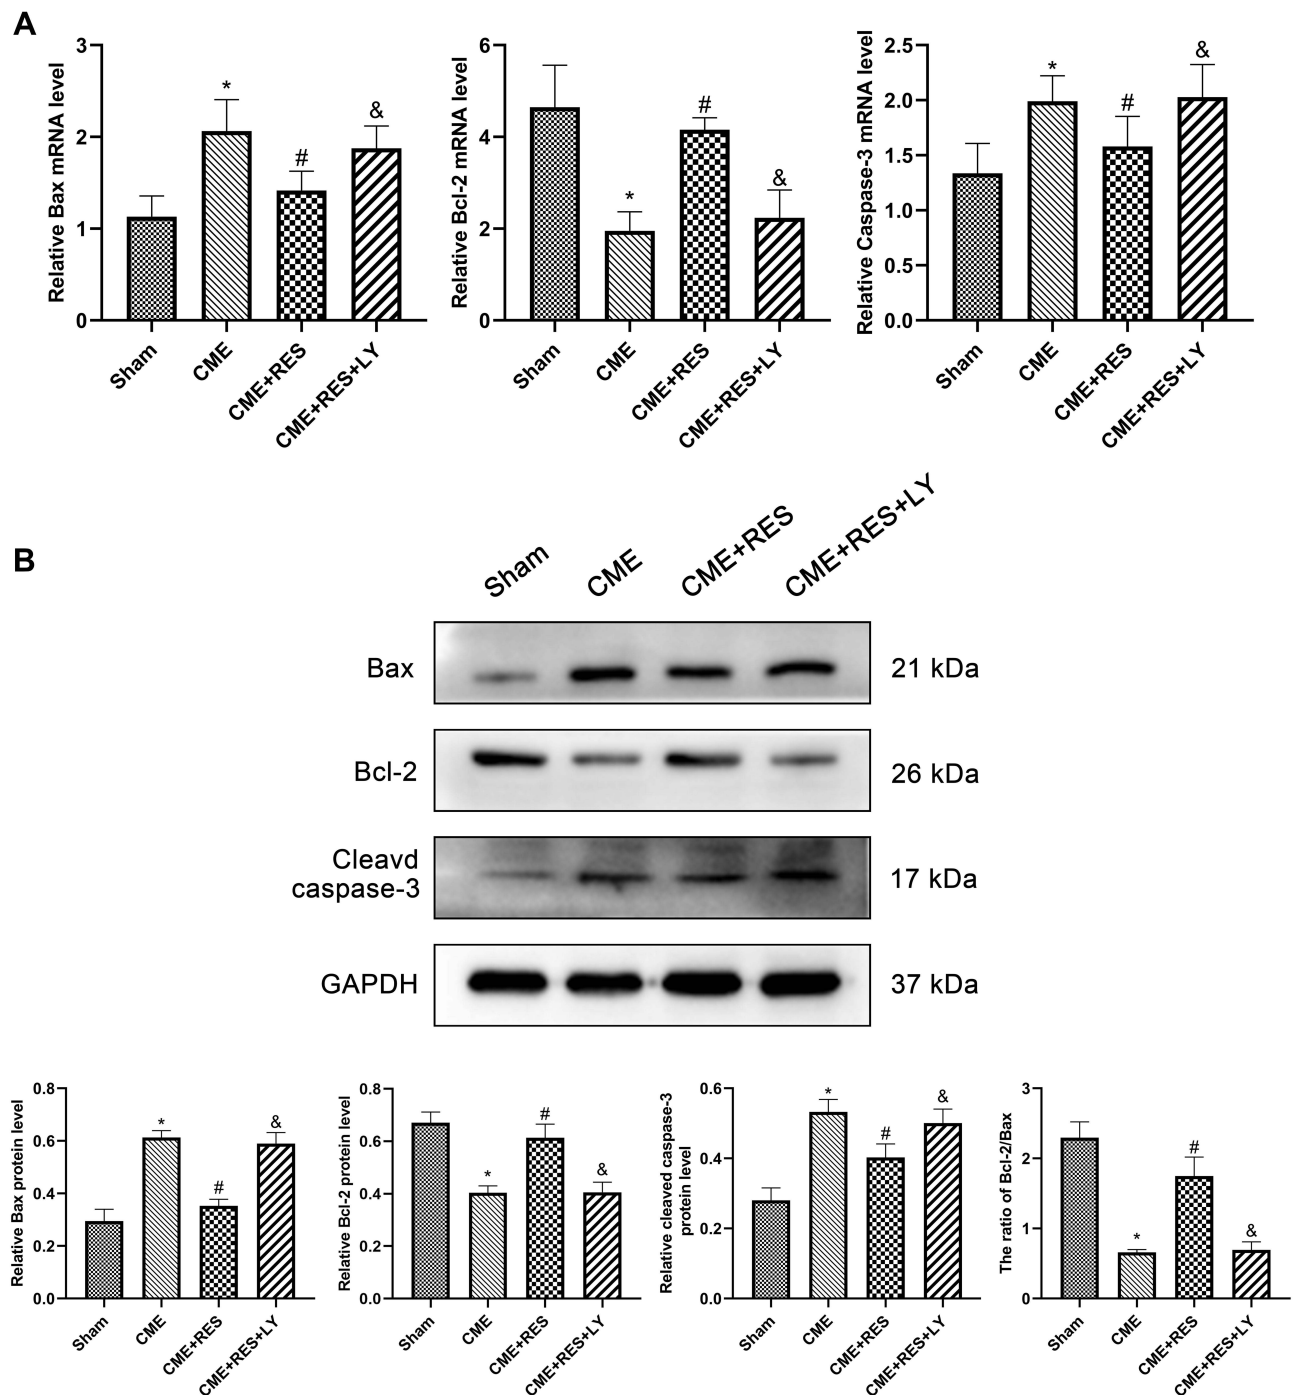 A
Relative Bax mRNA level
3
2
1
0
*
#
&
Sham
CME
CME+RES
CME+RES+LY
Relative Bcl-2 mRNA level
6
4
2
0
*
#
&
Sham
CME
CME+RES
CME+RES+LY
Relative Caspase-3 mRNA level
2.5
2.0
1.5
1.0
0.5
0.0
*
#
&
Sham
CME
CME+RES
CME+RES+LY
B
Sham
CME
CME+RES
CME+RES+LY
Bax
21 kDa
Bcl-2
26 kDa
Cleavd
caspase-3
17 kDa
GAPDH
37 kDa
Relative Bax protein level
0.8
0.6
0.4
0.2
0.0
*
#
&
Sham
CME
CME+RES
CME+RES+LY
Relative Bcl-2 protein level
0.8
0.6
0.4
0.2
0.0
*
#
&
Sham
CME
CME+RES
CME+RES+LY
Relative cleaved caspase-3
protein level
0.6
0.4
0.2
0.0
*
#
&
Sham
CME
CME+RES
CME+RES+LY
The ratio of Bcl-2/Bax
3
2
1
0
*
#
&
Sham
CME
CME+RES
CME+RES+LY